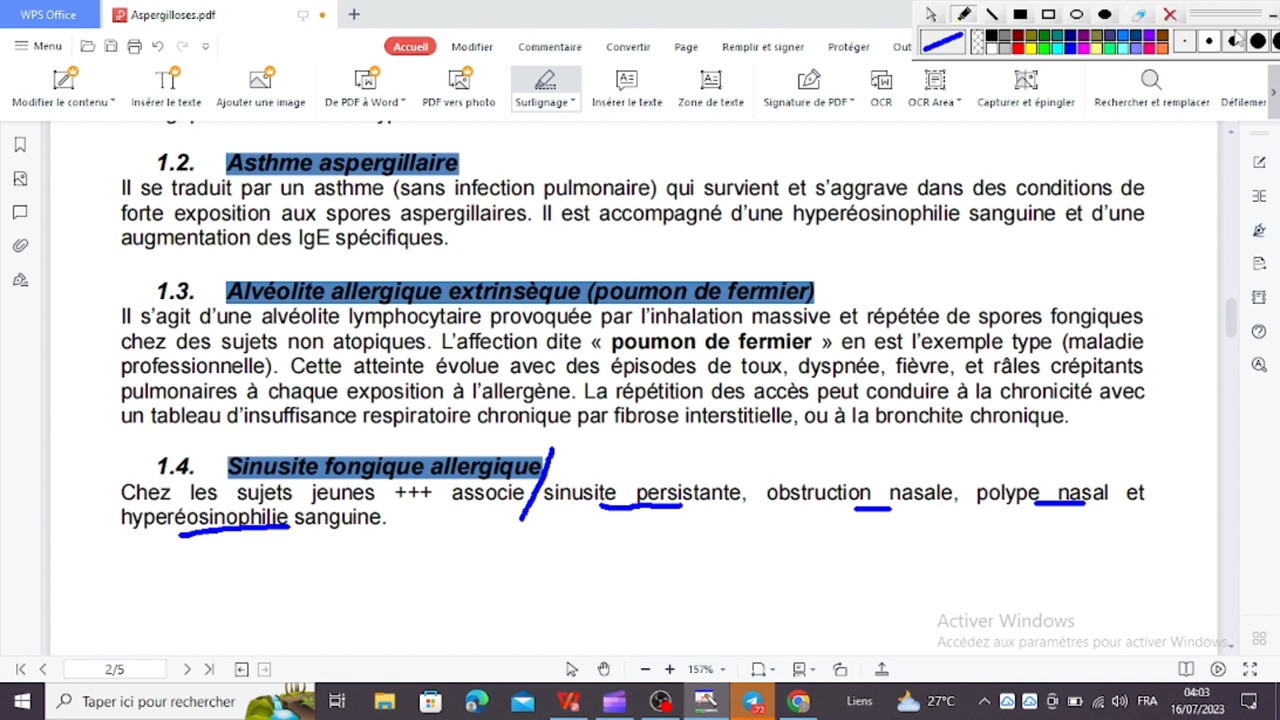 WPS Office
Aspergilloses.pdf
Menu
Accueil
Modifier
Commentaire
Convertir
Page
Remplir et signer
Protéger
Out
Modifier le contenu
Insérer le texte
Ajouter une image
De PDF à Word
PDF vers photo
Surlignage
Insérer le texte
Zone de texte
Signature de PDF
OCR
OCR Area
Capturer et épingler
Rechercher et remplacer
Défilemer
1.2. Asthme aspergillaire
Il se traduit par un asthme (sans infection pulmonaire) qui survient et s’aggrave dans des conditions de
forte exposition aux spores aspergillaires. Il est accompagné d’une hyperéosinophilie sanguine et d’une
augmentation des IgE spécifiques.
1.3. Alvéolite allergique extrinsèque (poumon de fermier)
Il s’agit d’une alvéolite lymphocytaire provoquée par l’inhalation massive et répétée de spores fongiques
chez des sujets non atopiques. L’affection dite « poumon de fermier » en est l’exemple type (maladie
professionnelle). Cette atteinte évolue avec des épisodes de toux, dyspnée, fièvre, et râles crépitants
pulmonaires à chaque exposition à l’allergène. La répétition des accès peut conduire à la chronicité avec
un tableau d’insuffisance respiratoire chronique par fibrose interstitielle, ou à la bronchite chronique.
1.4. Sinusite fongique allergique
Chez les sujets jeunes +++ associe sinusite persistante, obstruction nasale, polype nasal et
hyperéosinophilie sanguine.
Activer Windows
Accédez aux paramètres pour activer Windows.
2/5
157%
Taper ici pour rechercher
72
Liens
27°C
FRA
04:03
16/07/2023